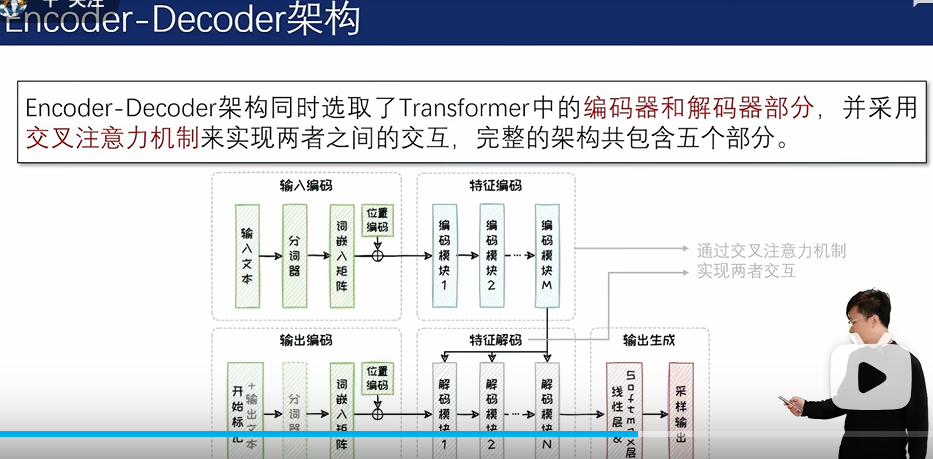 关注
Encoder-Decoder架构
Encoder-Decoder架构同时选取了Transformer中的编码器和解码器部分，并采用
交叉注意力机制来实现两者之间的交互，完整的架构共包含五个部分。
输入编码
输入文本
分词器
词嵌入矩阵
位置
编码
特征编码
编码模块1
编码模块2
...
编码模块M
通过交叉注意力机制
实现两者交互
输出编码
开始标记
+输出文本
分词器
词嵌入矩阵
位置
编码
特征解码
解码模块1
解码模块2
...
解码模块N
输出生成
线性层&
Softmax层
采样输出